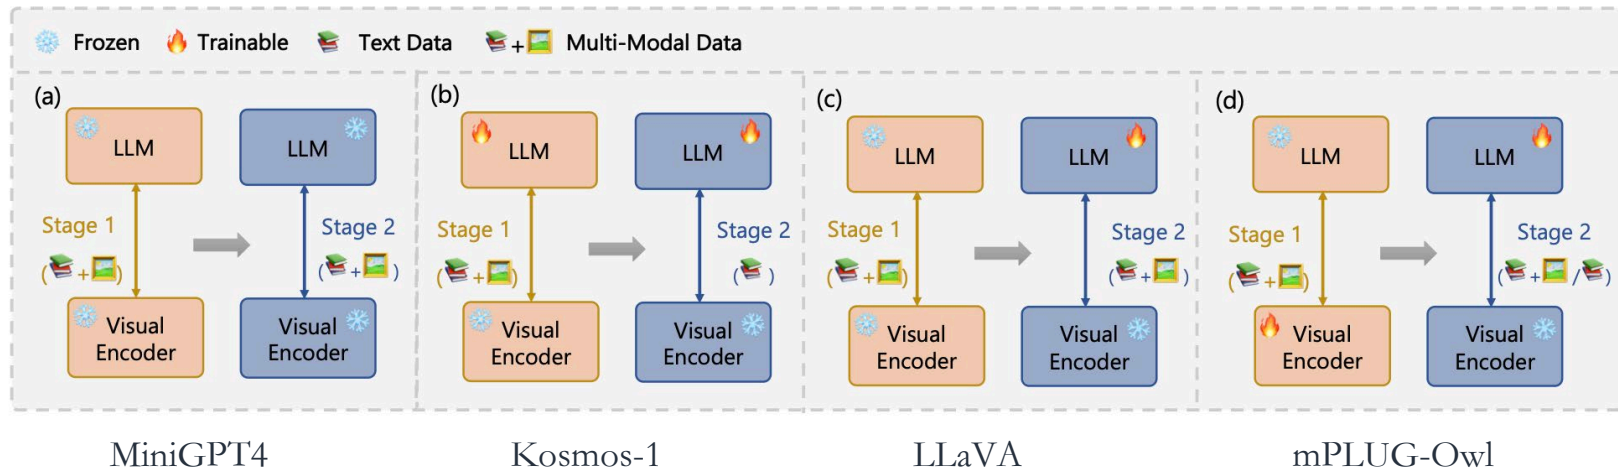 Frozen Trainable Text Data + Multi-Modal Data
(a)
LLM
LLM
Stage 1
( + )
Stage 2
( + )
Visual
Encoder
Visual
Encoder
(b)
LLM
LLM
Stage 1
( + )
Stage 2
( )
Visual
Encoder
Visual
Encoder
(c)
LLM
LLM
Stage 1
( + )
Stage 2
( + )
Visual
Encoder
Visual
Encoder
(d)
LLM
LLM
Stage 1
( + )
Stage 2
( + / )
Visual
Encoder
Visual
Encoder
MiniGPT4 Kosmos-1 LLaVA mPLUG-Owl